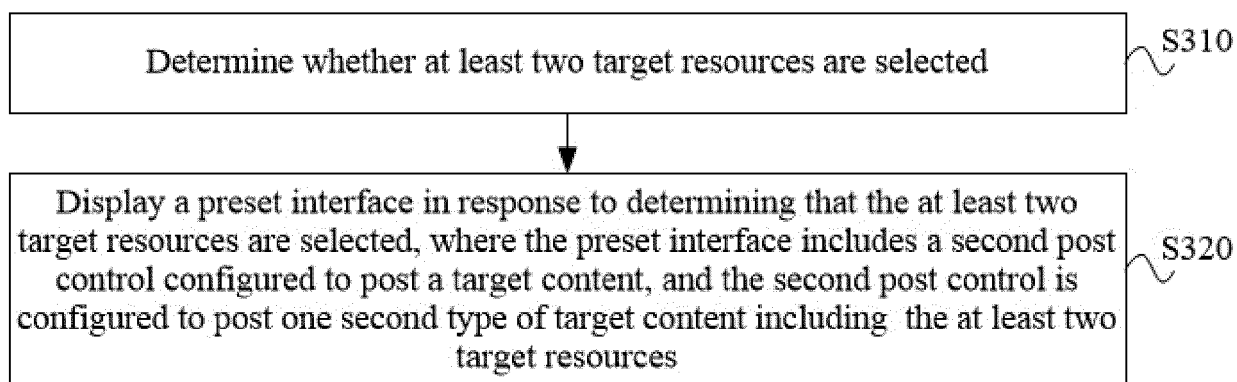 Determine whether at least two target resources are selected
S310
Display a preset interface in response to determining that the at least two
target resources are selected, where the preset interface includes a second post
control configured to post a target content, and the second post control is
configured to post one second type of target content including the at least two
target resources
S320